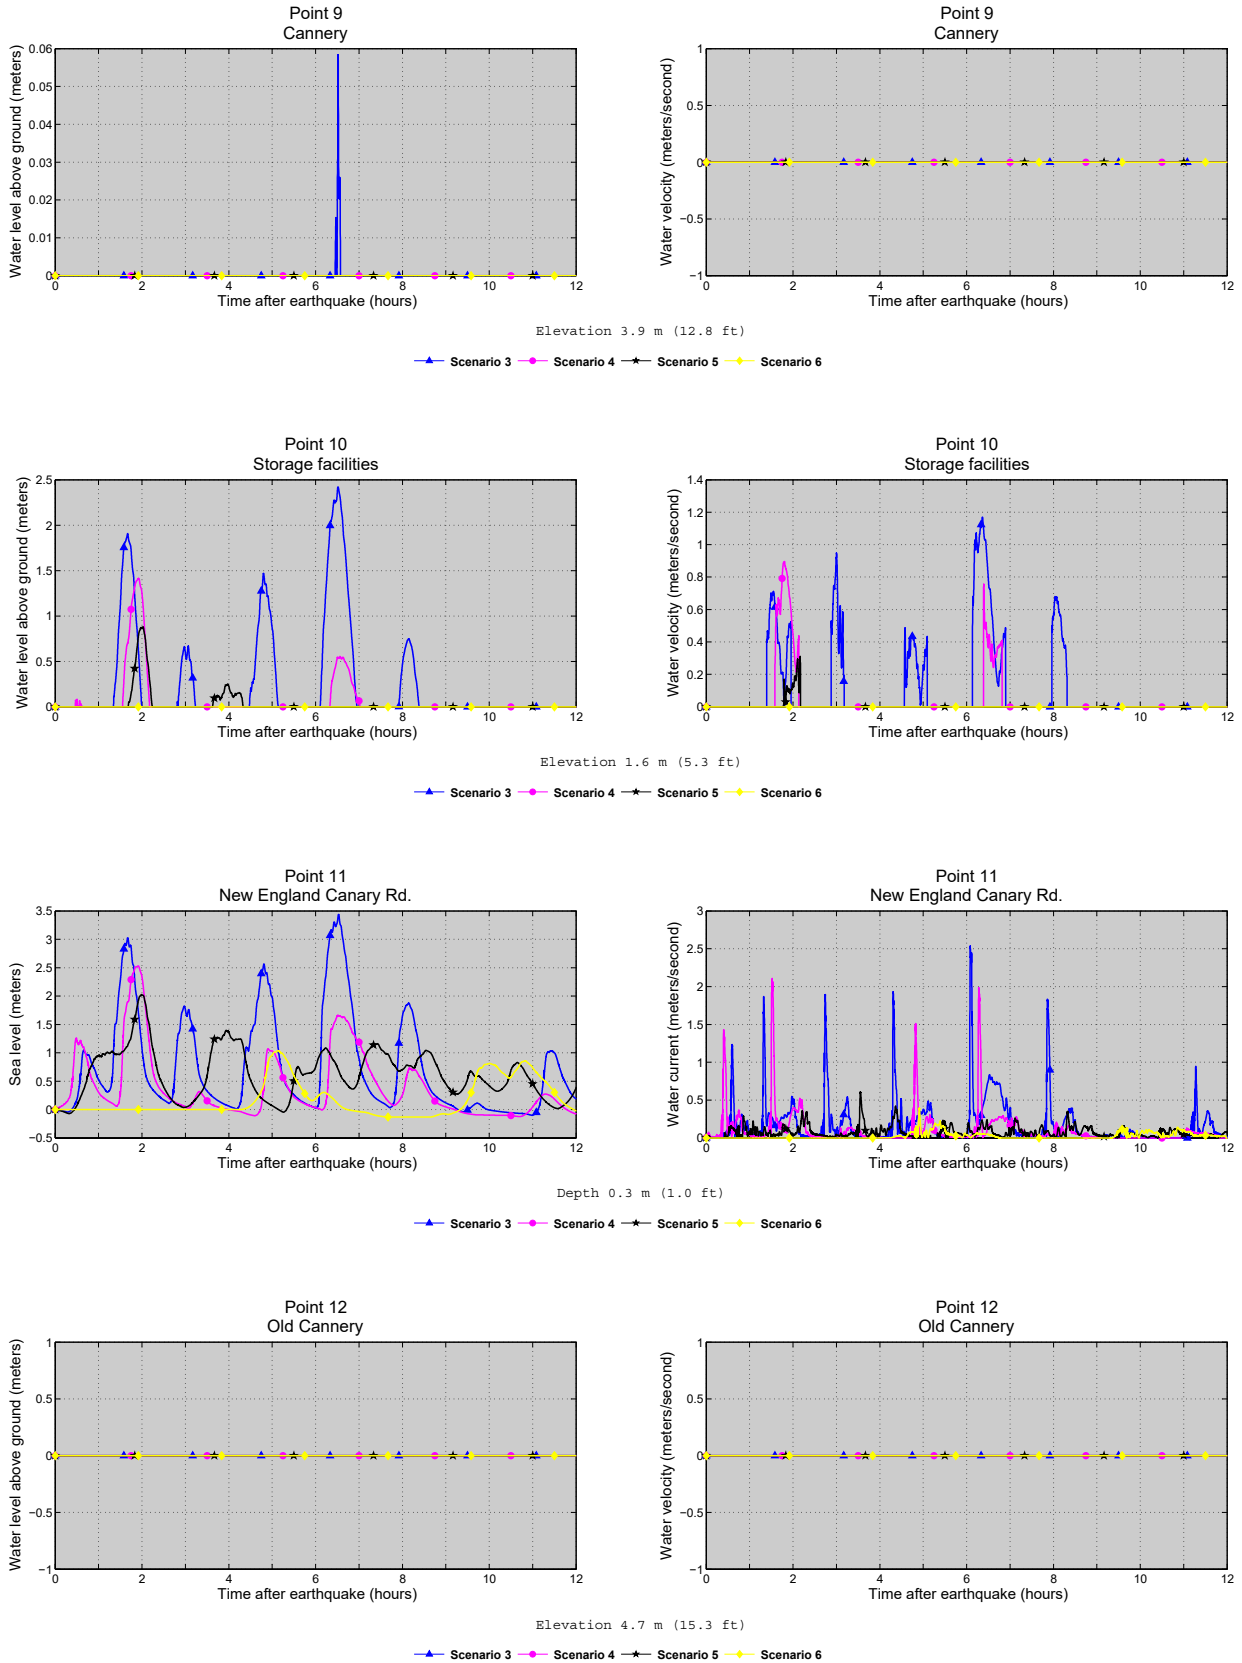 Point 9
Cannery
Point 9
Cannery
Water level above ground (meters)
0.06
0.05
0.04
0.03
0.02
0.01
0
0 2 4 6 8 10 12
Time after earthquake (hours)
Water velocity (meters/second)
1
0.5
0
−0.5
−1
0 2 4 6 8 10 12
Time after earthquake (hours)
Elevation 3.9 m (12.8 ft)
Scenario 3 Scenario 4 Scenario 5 Scenario 6
Point 10
Storage facilities
Point 10
Storage facilities
Water level above ground (meters)
2.5
2
1.5
1
0.5
0
0 2 4 6 8 10 12
Time after earthquake (hours)
Water velocity (meters/second)
1.4
1.2
1
0.8
0.6
0.4
0.2
0
0 2 4 6 8 10 12
Time after earthquake (hours)
Elevation 1.6 m (5.3 ft)
Scenario 3 Scenario 4 Scenario 5 Scenario 6
Point 11
New England Canary Rd.
Point 11
New England Canary Rd.
Sea level (meters)
3.5
3
2.5
2
1.5
1
0.5
0
−0.5
0 2 4 6 8 10 12
Time after earthquake (hours)
Water current (meters/second)
3
2.5
2
1.5
1
0.5
0
0 2 4 6 8 10 12
Time after earthquake (hours)
Depth 0.3 m (1.0 ft)
Scenario 3 Scenario 4 Scenario 5 Scenario 6
Point 12
Old Cannery
Point 12
Old Cannery
Water level above ground (meters)
1
0.5
0
−0.5
−1
0 2 4 6 8 10 12
Time after earthquake (hours)
Water velocity (meters/second)
1
0.5
0
−0.5
−1
0 2 4 6 8 10 12
Time after earthquake (hours)
Elevation 4.7 m (15.3 ft)
Scenario 3 Scenario 4 Scenario 5 Scenario 6